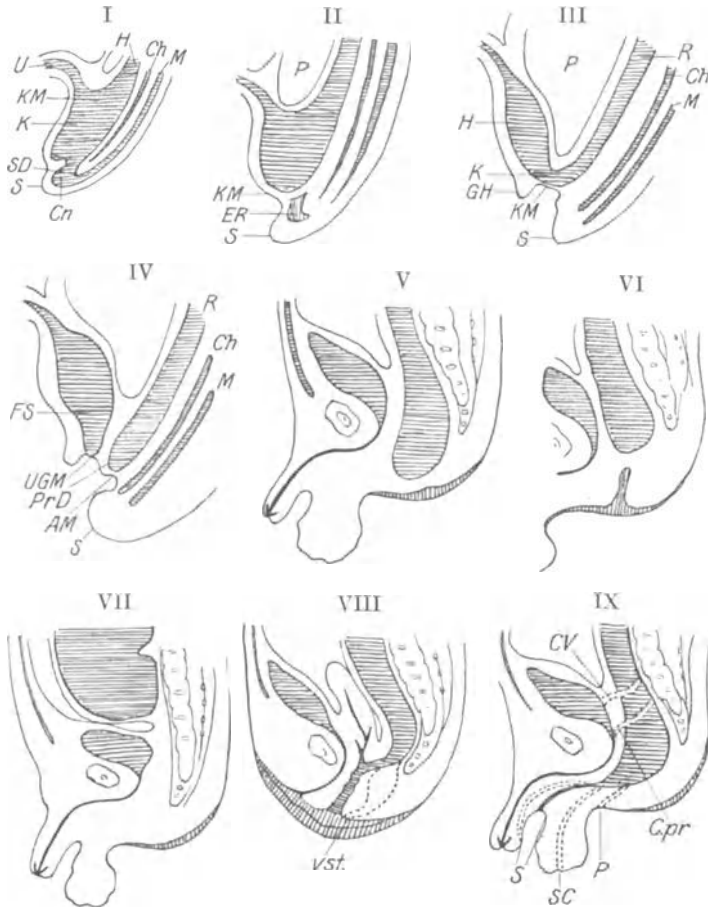 I II III
H Ch M
U
KM
K
SD
S
Cn
P
KM
ER
S
P
R
Ch
M
H
K
GH
KM
S
IV V VI
R
Ch
M
FS
UGM
PrD
AM
S
VII VIII IX
vst.
CV
C.pr
S SC P